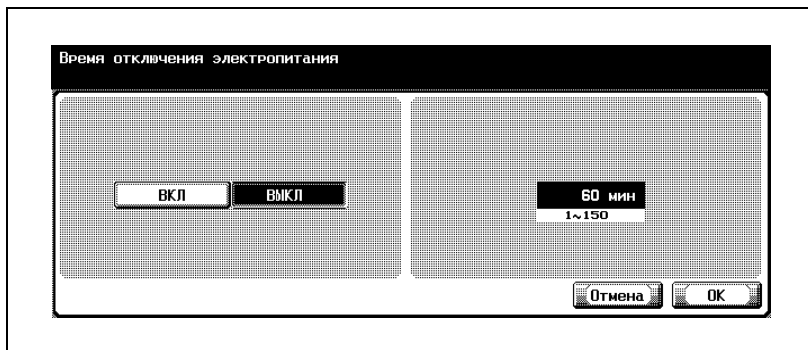 Время отключения электропитания
ВКЛ ВЫКЛ
60 мин
1~150
Отмена OK